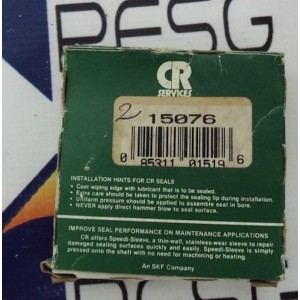 PFSG
CR
SERVICES
2
15076
0 85311 01519 6
INSTALLATION HINTS FOR CR SEALS
• Coat wiping edge with lubricant that is to be sealed.
• Extra care should be taken to protect the sealing lip during installation.
• Uniform pressure should be applied to assemble seal in bore.
• NEVER apply direct hammer blow to seal surface.
IMPROVE SEAL PERFORMANCE ON MAINTENANCE APPLICATIONS
CR offers Speedi-Sleeve, a thin-wall, stainless-wear sleeve to repair
damaged sealing surfaces quickly and easily. Speedi-Sleeve is simply
pressed onto the shaft with no need for machining or heating.
An SKF Company